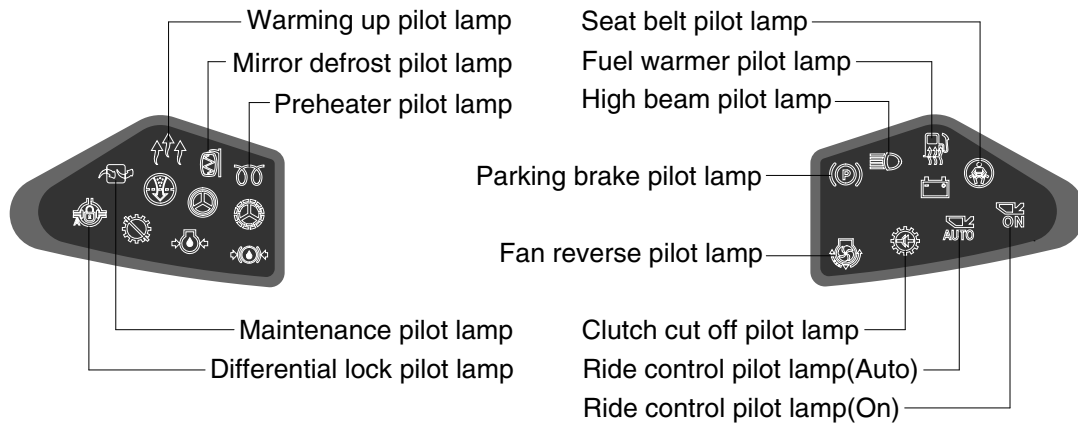 Warming up pilot lamp
Mirror defrost pilot lamp
Preheater pilot lamp
Maintenance pilot lamp
Differential lock pilot lamp
A
Seat belt pilot lamp
Fuel warmer pilot lamp
High beam pilot lamp
Parking brake pilot lamp
Fan reverse pilot lamp
P
AUTO
ON
Clutch cut off pilot lamp
Ride control pilot lamp(Auto)
Ride control pilot lamp(On)